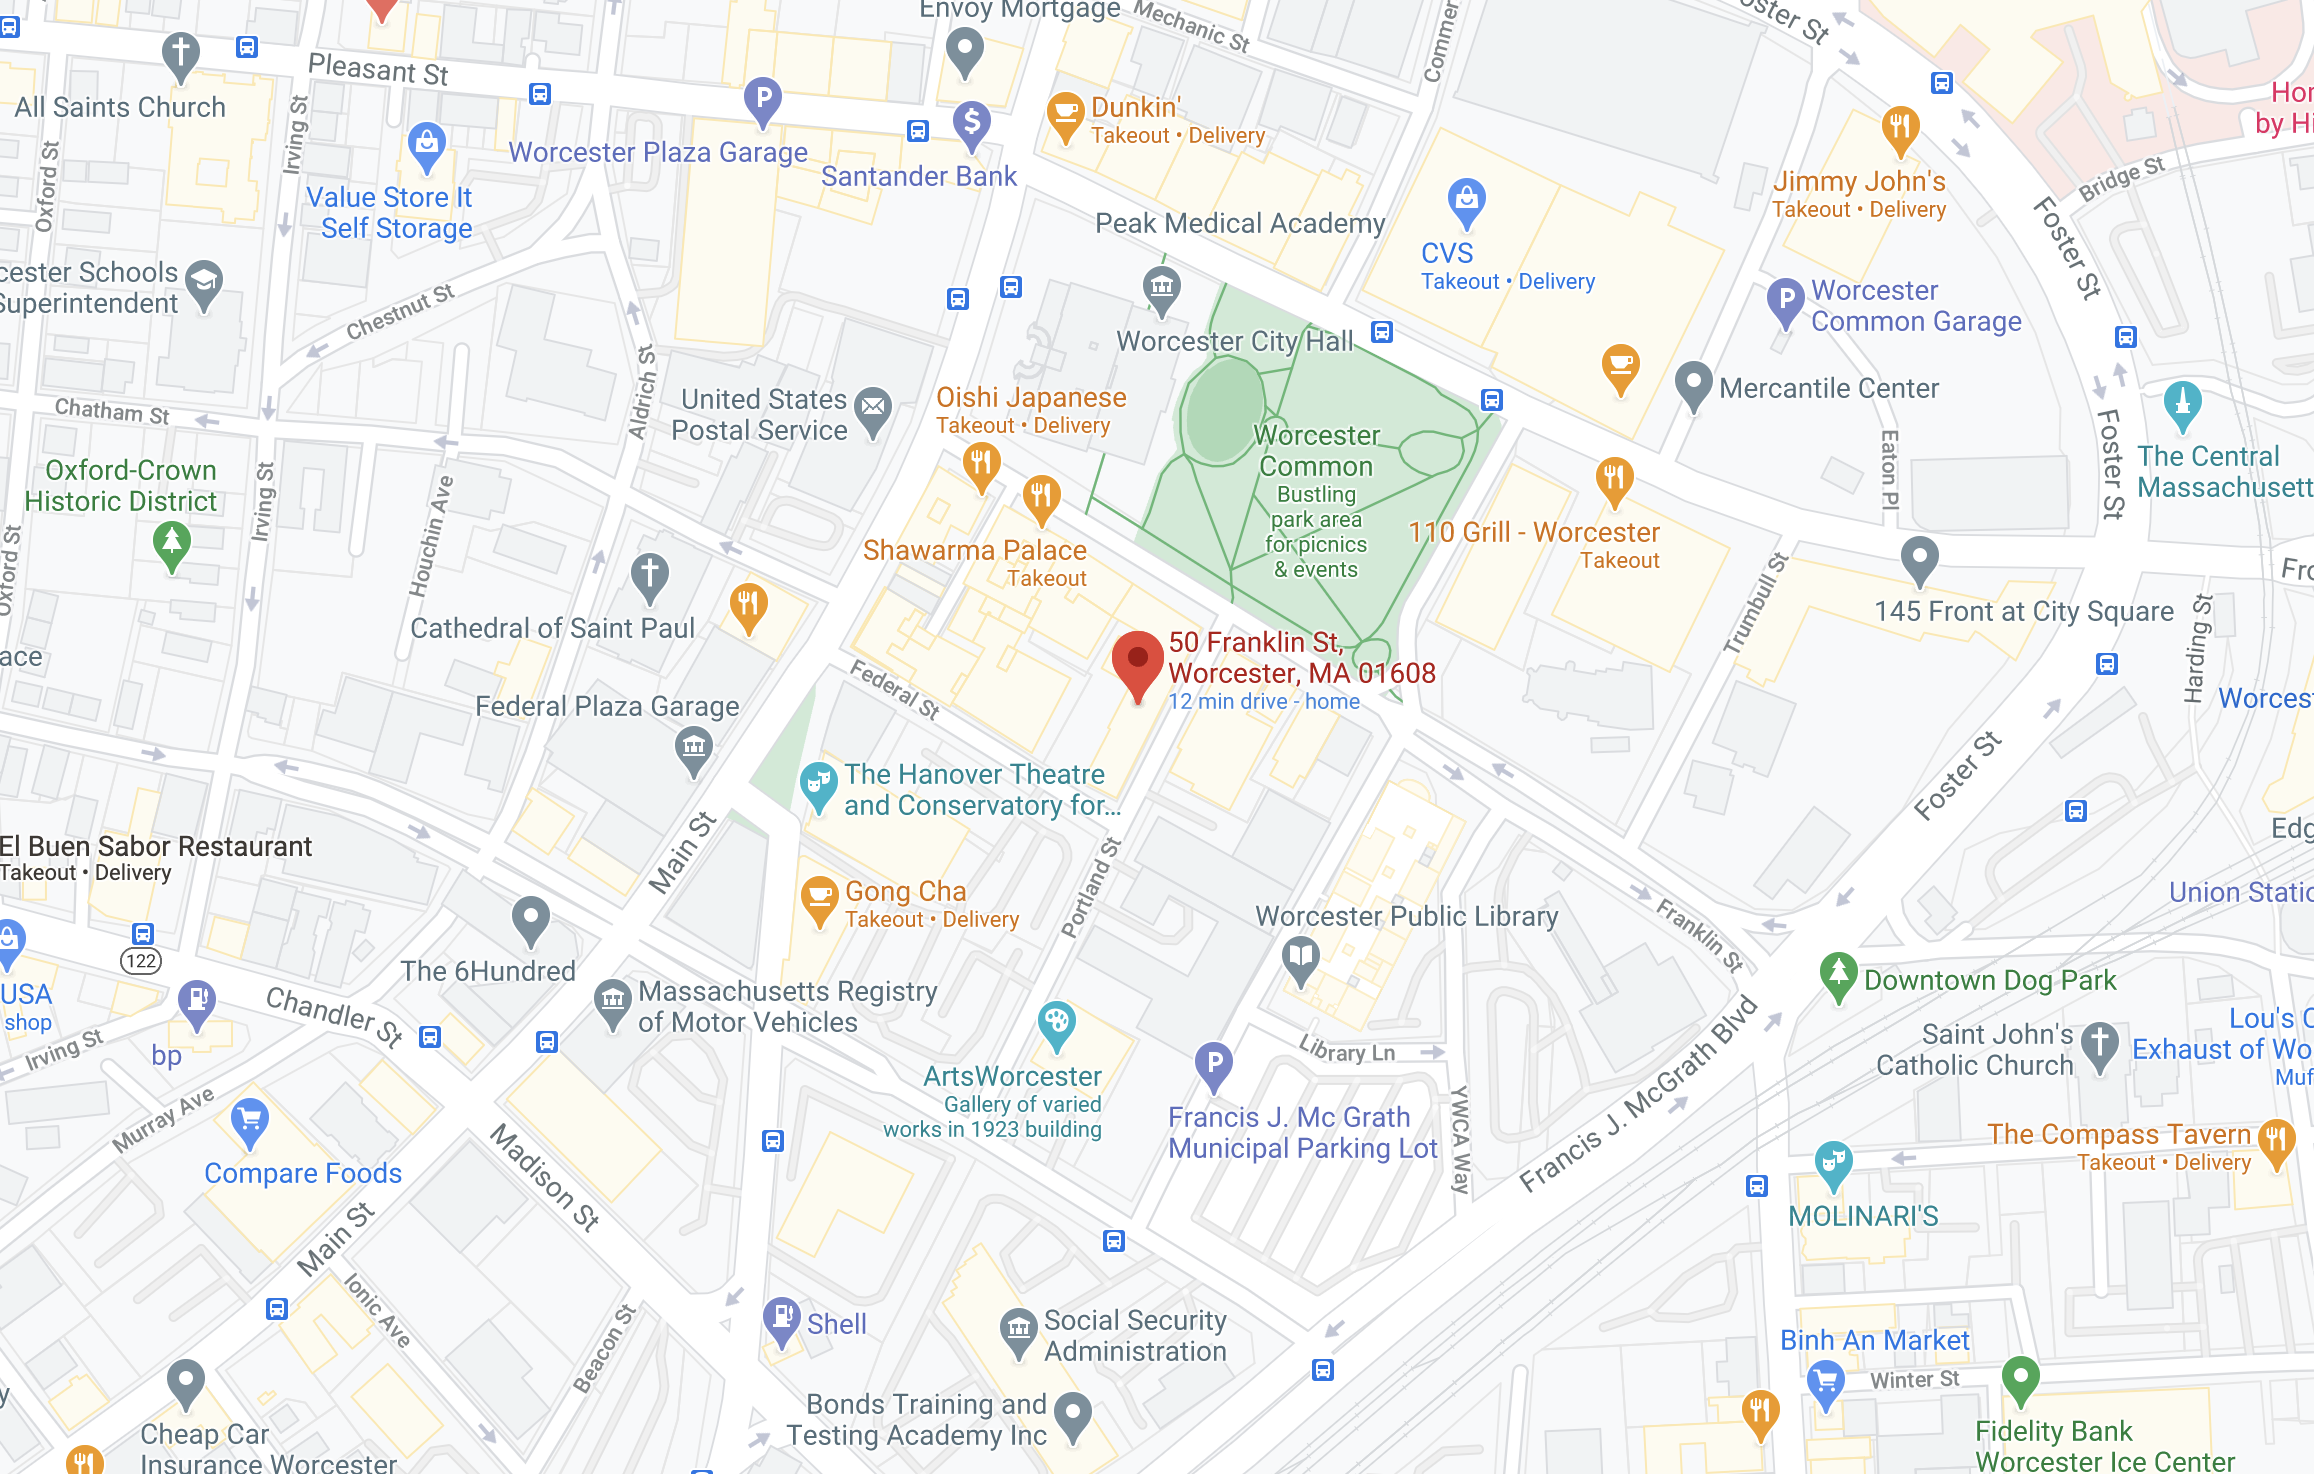 Envoy Mortgage
Mechanic St
Commer
oster St
Pleasant St
All Saints Church
Irving St
Oxford St
Value Store It
Self Storage
Worcester Plaza Garage
Santander Bank
Dunkin'
Takeout • Delivery
Peak Medical Academy
CVS
Takeout • Delivery
Jimmy John's
Takeout • Delivery
Bridge St
Hor
by Hi
Foster St
cester Schools
Superintendent
Chestnut St
Aldrich St
Worcester City Hall
Worcester
Common Garage
Mercantile Center
Chatham St
United States
Postal Service
Oishi Japanese
Takeout • Delivery
Worcester
Common
Bustling
park area
for picnics
& events
Eaton Pl
Foster St
The Central
Massachusett
Oxford-Crown
Historic District
Irving St
Houchin Ave
Oxford St
Shawarma Palace
Takeout
110 Grill - Worcester
Takeout
Trumbull St
145 Front at City Square
Fro
Harding St
Cathedral of Saint Paul
ace
Federal St
50 Franklin St,
Worcester, MA 01608
12 min drive - home
Federal Plaza Garage
Worcest
Foster St
The Hanover Theatre
and Conservatory for...
Main St
El Buen Sabor Restaurant
Takeout • Delivery
Edg
Gong Cha
Takeout • Delivery
Portland St
Worcester Public Library
Franklin St
Union Statio
122
The 6Hundred
Downtown Dog Park
USA
shop
Chandler St
Massachusetts Registry
of Motor Vehicles
Irving St
bp
Library Ln
Saint John's
Catholic Church
Lou's C
Exhaust of Wo
Muf
ArtsWorcester
Gallery of varied
works in 1923 building
Francis J. Mc Grath
Municipal Parking Lot
YWCA Way
Francis J. McGrath Blvd
Murray Ave
Compare Foods
Madison St
The Compass Tavern
Takeout • Delivery
MOLINARI'S
Main St
Ionic Ave
Beacon St
Shell
Social Security
Administration
Binh An Market
Winter St
Bonds Training and
Testing Academy Inc
Cheap Car
Insurance Worcester
Fidelity Bank
Worcester Ice Center
y